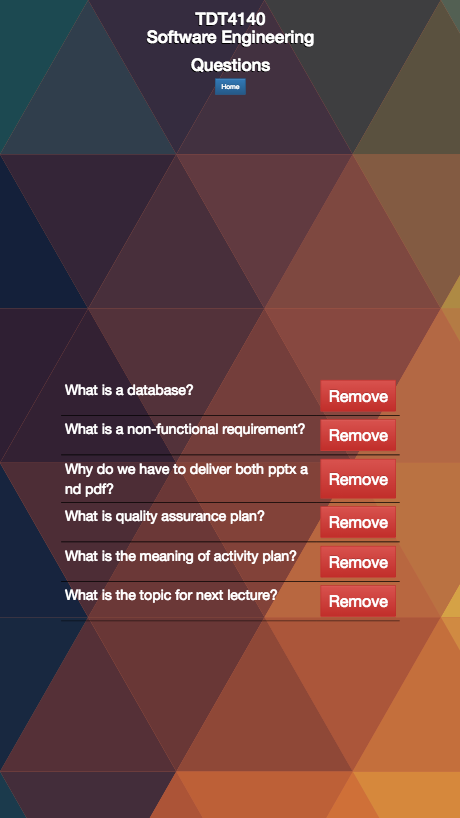 TDT4140
Software Engineering
Questions
Home
What is a database?
Remove
What is a non-functional requirement?
Remove
Why do we have to deliver both pptx a
nd pdf?
Remove
What is quality assurance plan?
Remove
What is the meaning of activity plan?
Remove
What is the topic for next lecture?
Remove